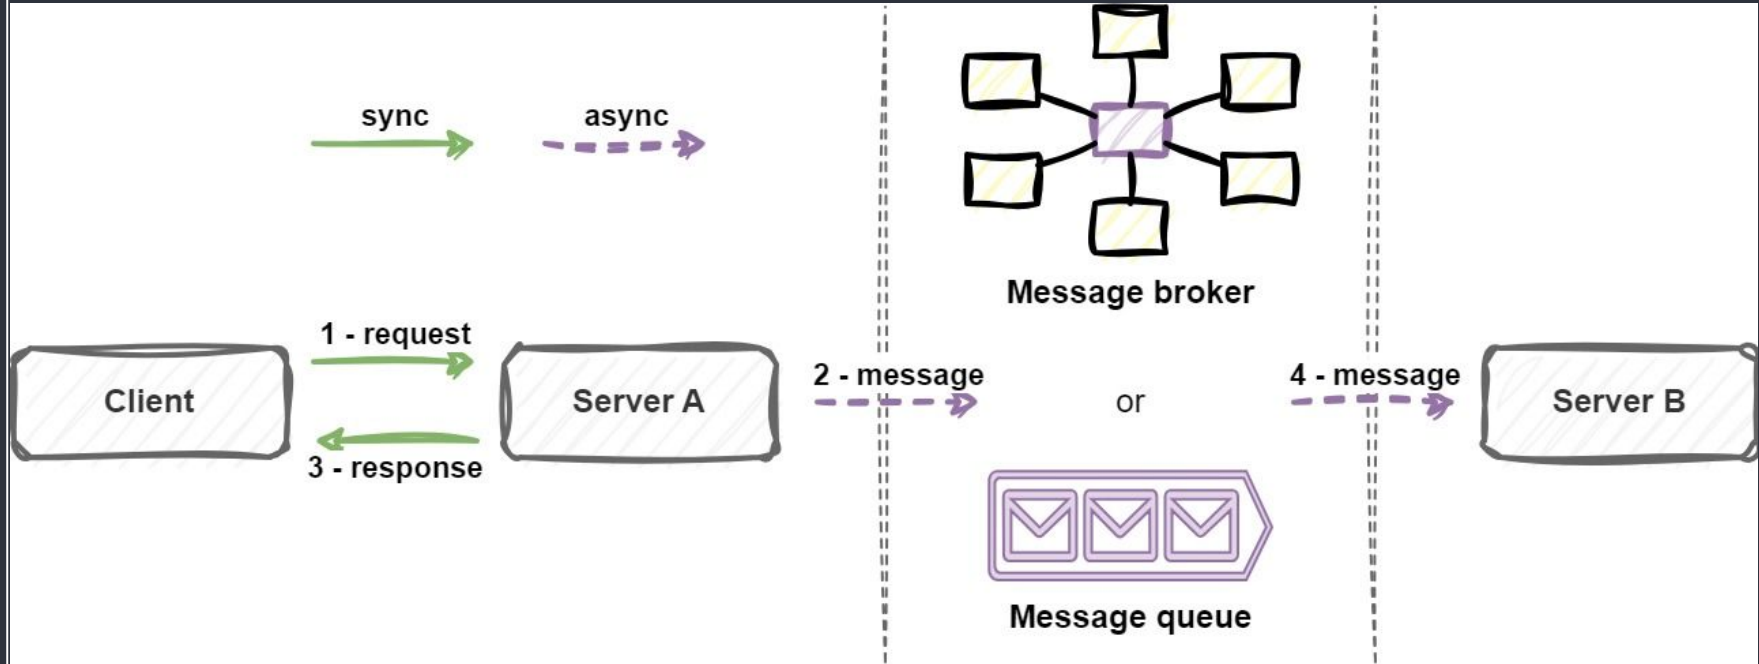 sync
async
Message broker
1 - request
Client
Server A
3 - response
2 - message
or
4 - message
Server B
Message queue